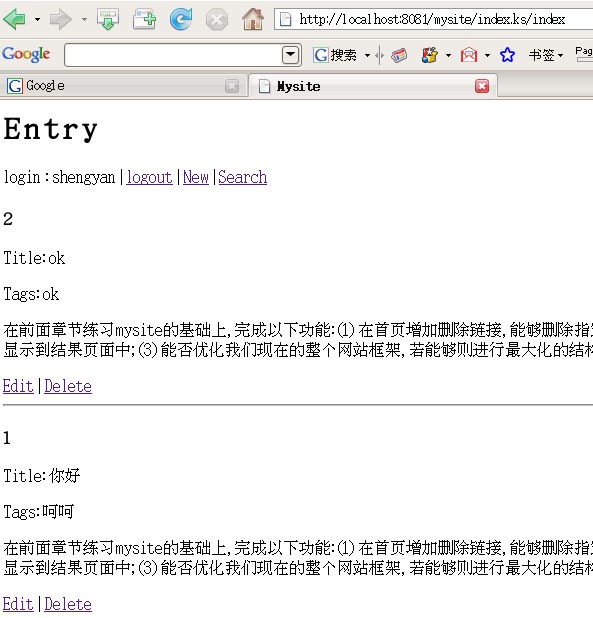 http://localhost:8081/mysite/index.ks/index
Google 搜索 书签 Pag
Google Mysite
Entry
login :shengyan|logout|New|Search
2
Title:ok
Tags:ok
在前面章节练习mysite的基础上,完成以下功能:(1)在首页增加删除链接,能够删除指
显示到结果页面中;(3)能否优化我们现在的整个网站框架,若能够则进行最大化的结
Edit|Delete
1
Title:你好
Tags:呵呵
在前面章节练习mysite的基础上,完成以下功能:(1)在首页增加删除链接,能够删除指
显示到结果页面中;(3)能否优化我们现在的整个网站框架,若能够则进行最大化的结
Edit|Delete